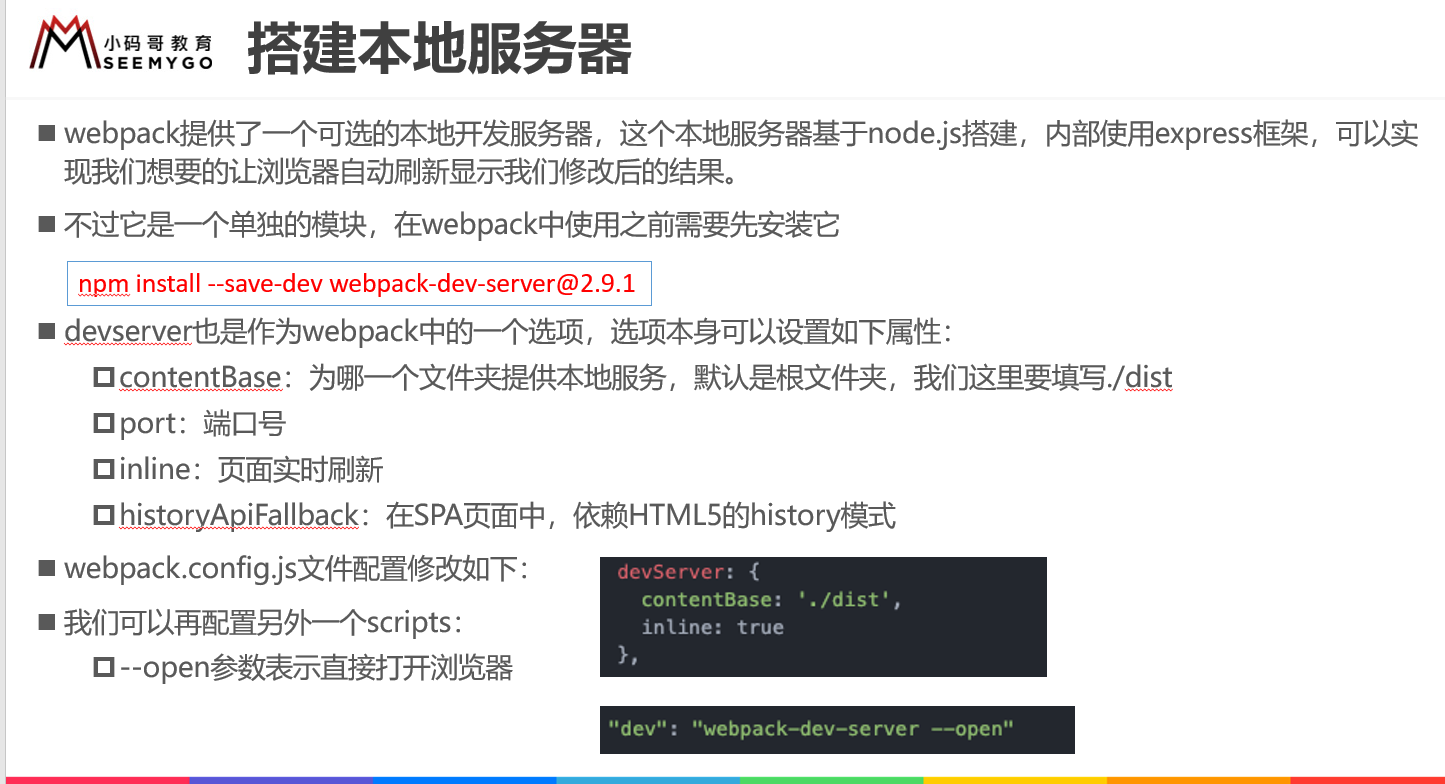 小码哥教育
SEEMYGO
搭建本地服务器
webpack提供了一个可选的本地开发服务器，这个本地服务器基于node.js搭建，内部使用express框架，可以实
现我们想要的让浏览器自动刷新显示我们修改后的结果。
不过它是一个单独的模块，在webpack中使用之前需要先安装它
npm install --save-dev webpack-dev-server@2.9.1
devserver也是作为webpack中的一个选项，选项本身可以设置如下属性：
contentBase：为哪一个文件夹提供本地服务，默认是根文件夹，我们这里要填写./dist
port：端口号
inline：页面实时刷新
historyApiFallback：在SPA页面中，依赖HTML5的history模式
webpack.config.js文件配置修改如下：
devServer: {
contentBase: './dist',
inline: true
},
我们可以再配置另外一个scripts：
--open参数表示直接打开浏览器
"dev": "webpack-dev-server --open"